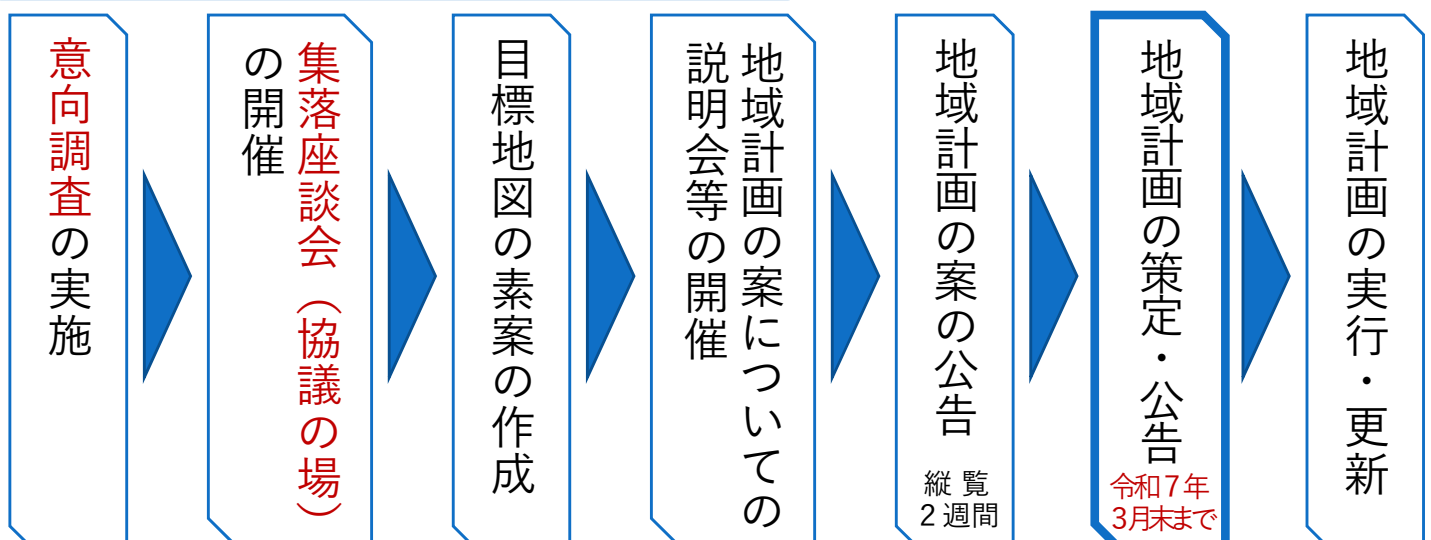 意向調査の実施
集落座談会（協議の場）
の開催
目標地図の素案の作成
地域計画の案についての
説明会等の開催
地域計画の案の公告
縦覧
２週間
地域計画の策定・公告
令和７年
３月末まで
地域計画の実行・更新